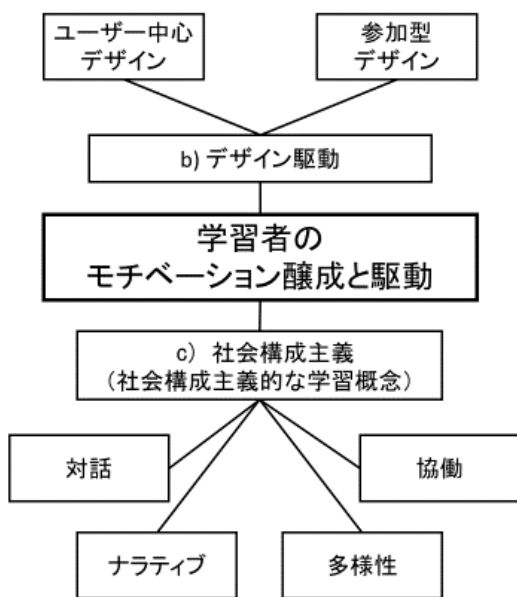 ユーザー中心
デザイン
参加型
デザイン
b) デザイン駆動
学習者の
モチベーション醸成と駆動
c) 社会構成主義
（社会構成主義的な学習概念）
対話
協働
ナラティブ
多様性